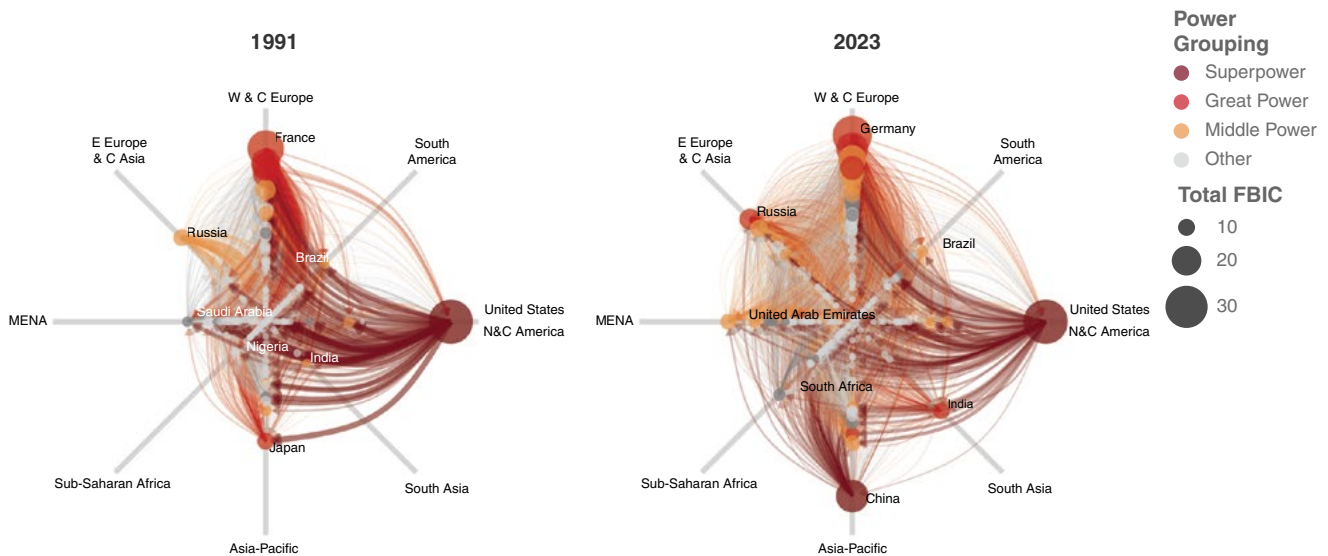 1991
W & C Europe
E Europe
& C Asia
France
South
America
Russia
Brazil
Saudi Arabia
MENA
United States
N&C America
Nigeria
India
Japan
Sub-Saharan Africa
South Asia
Asia-Pacific
2023
W & C Europe
E Europe
& C Asia
Germany
South
America
Russia
Brazil
United Arab Emirates
MENA
United States
N&C America
South Africa
India
Sub-Saharan Africa
South Asia
China
Asia-Pacific
Power
Grouping
Superpower
Great Power
Middle Power
Other
Total FBIC
10
20
30